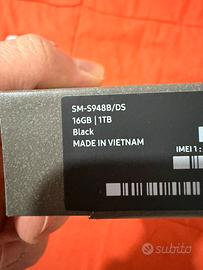 SM-S948B/DS
16GB | 1TB
Black
MADE IN VIETNAM
IMEI 1 :
subito